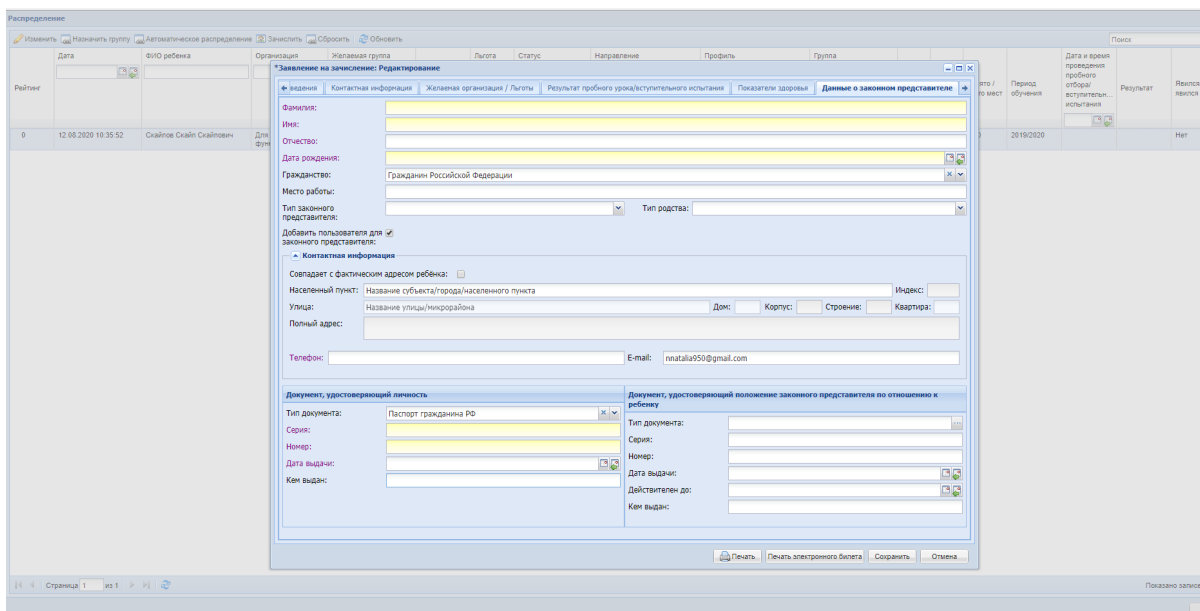 Распределение
Изменить Назначить группу Автоматическое распределение Зачислить Сбросить Обновить
Поиск
Рейтинг Дата ФИО ребенка Организация Желаемая группа Льгота Статус Направление Профиль Группа
Период обучения
Дата и время проведения пробного отбора/ вступительн... испытания
Результат
0 12.08.2020 10:35:52 Скайпов Скайп Скайпович Для 2019/2020 Нет
*Заявление на зачисление: Редактирование
ведения Контактная информация Желаемая организация / Льготы Результат пробного урока/вступительного испытания Показатели здоровья Данные о законном представителе
Фамилия:
Имя:
Отчество:
Дата рождения:
Гражданство: Гражданин Российской Федерации
Место работы:
Тип законного представителя: Тип родства:
Добавить пользователя для законного представителя:
Контактная информация
Совпадает с фактическим адресом ребёнка:
Населенный пункт: Название субъекта/города/населенного пункта Индекс:
Улица: Название улицы/микрорайона Дом: Корпус: Строение: Квартира:
Полный адрес:
Телефон: E-mail: nnatalia950@gmail.com
Документ, удостоверяющий личность
Тип документа: Паспорт гражданина РФ
Серия:
Номер:
Дата выдачи:
Кем выдан:
Документ, удостоверяющий положение законного представителя по отношению к ребенку
Тип документа:
Серия:
Номер:
Дата выдачи:
Действителен до:
Кем выдан:
Печать Печать электронного билета Сохранить Отмена
Страница 1 из 1
Показано записе